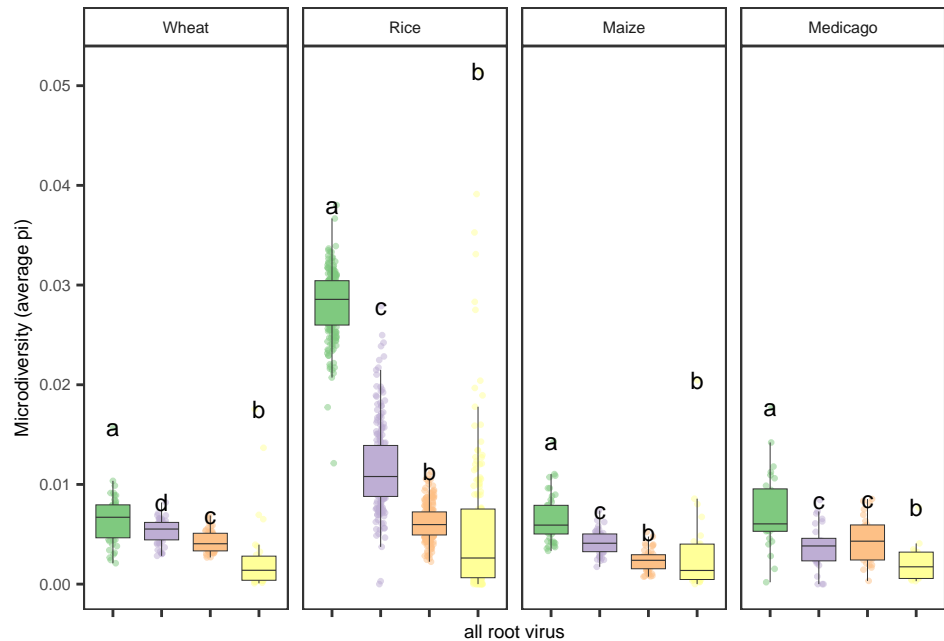 Wheat Rice Maize Medicago
Microdiversity (average pi)
0.05
0.04
0.03
0.02
0.01
0.00
a d c b
a c b b
a c b b
a c c b
all root virus